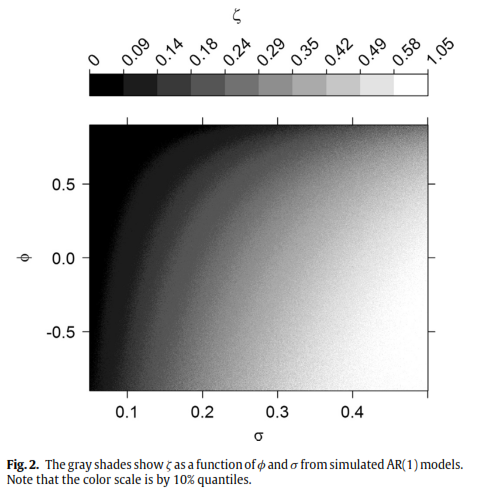 ζ
0 0.09 0.14 0.18 0.24 0.29 0.35 0.42 0.49 0.58 1.05
0.5
ϕ 0.0
-0.5
0.1 0.2 0.3 0.4
σ
Fig. 2. The gray shades show ζ as a function of ϕ and σ from simulated AR(1) models.
Note that the color scale is by 10% quantiles.